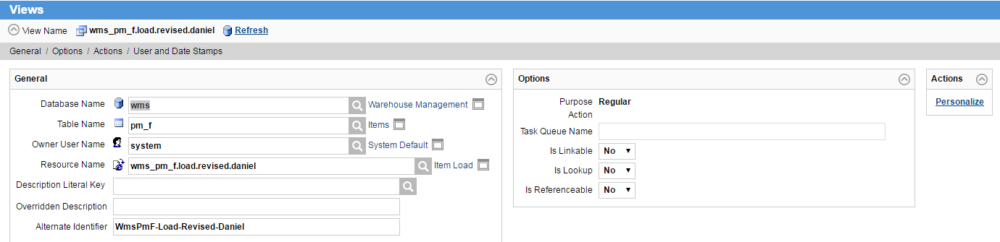 Views
View Name wms_pm_f.load.revised.daniel Refresh
General / Options / Actions / User and Date Stamps
General
Database Name wms Warehouse Management
Table Name pm_f Items
Owner User Name system System Default
Resource Name wms_pm_f.load.revised.daniel Item Load
Description Literal Key
Overridden Description
Alternate Identifier WmsPmF-Load-Revised-Daniel
Options
Purpose Regular
Action
Task Queue Name
Is Linkable No
Is Lookup No
Is Referenceable No
Actions
Personalize